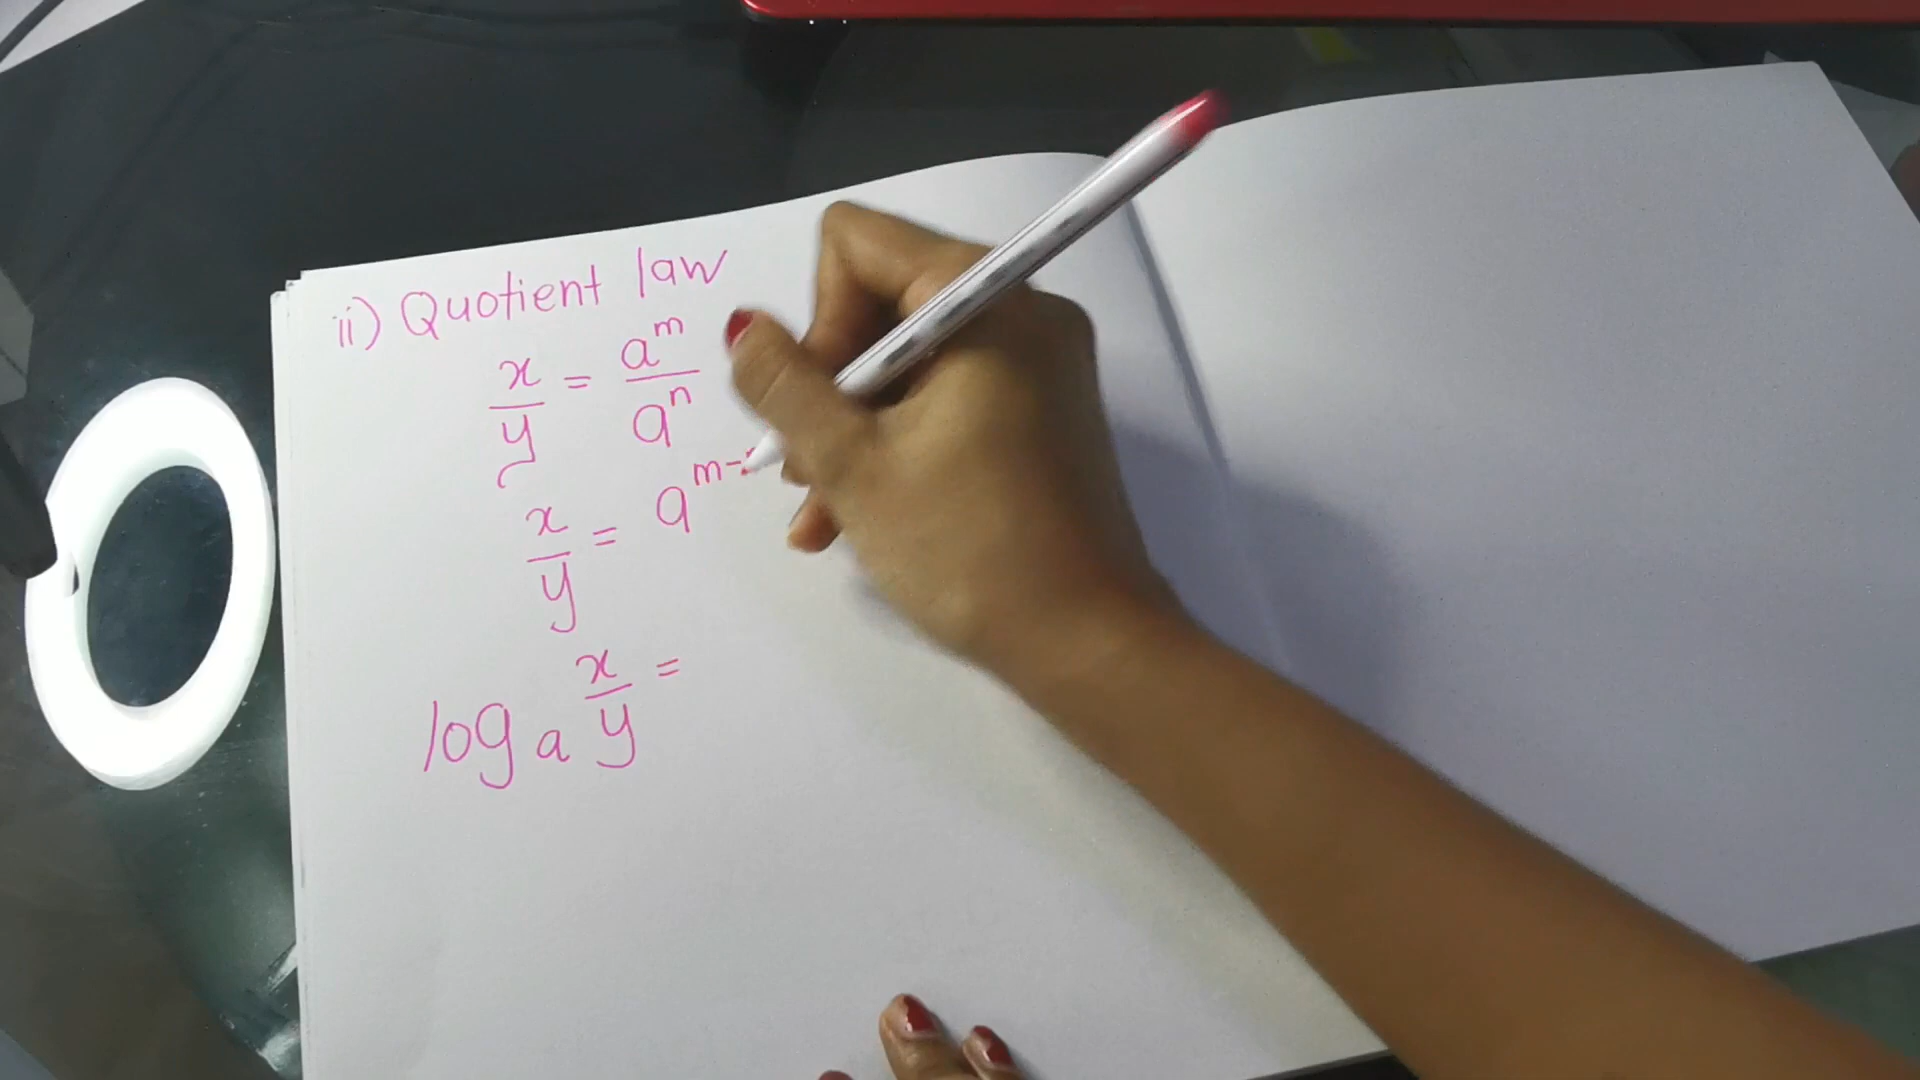 ii) Quotient law
x/y = a^m/a^n
x/y = a^m-
log a x/y =